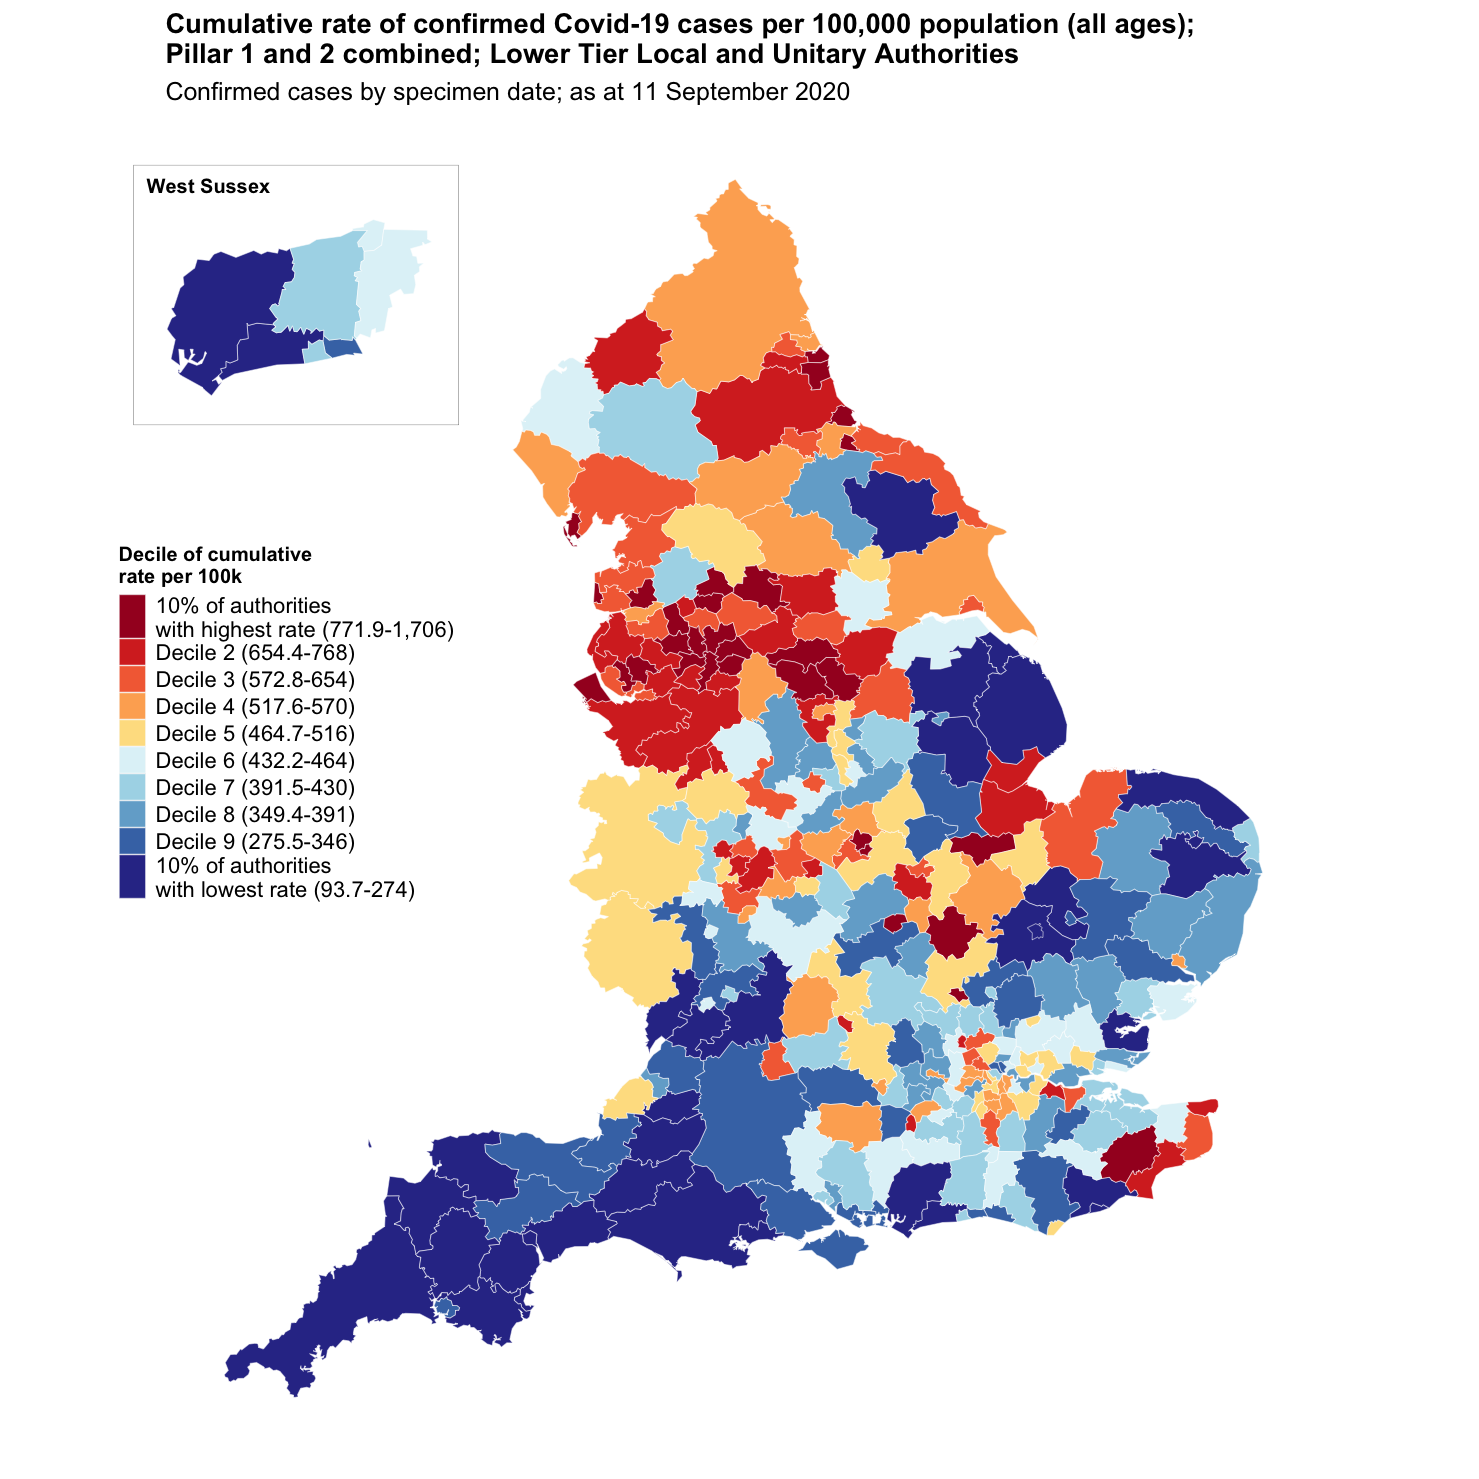 Cumulative rate of confirmed Covid-19 cases per 100,000 population (all ages);
Pillar 1 and 2 combined; Lower Tier Local and Unitary Authorities
Confirmed cases by specimen date; as at 11 September 2020
West Sussex
Decile of cumulative
rate per 100k
10% of authorities
with highest rate (771.9-1,706)
Decile 2 (654.4-768)
Decile 3 (572.8-654)
Decile 4 (517.6-570)
Decile 5 (464.7-516)
Decile 6 (432.2-464)
Decile 7 (391.5-430)
Decile 8 (349.4-391)
Decile 9 (275.5-346)
10% of authorities
with lowest rate (93.7-274)